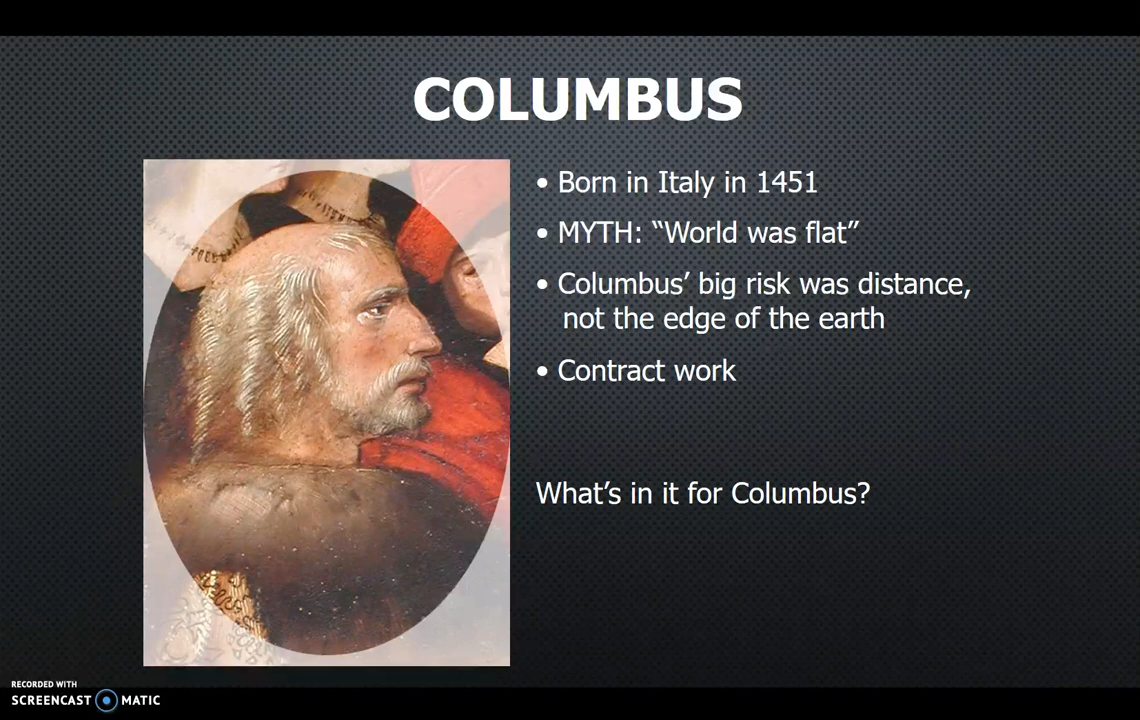 COLUMBUS
• Born in Italy in 1451
• MYTH: “World was flat”
• Columbus’ big risk was distance,
not the edge of the earth
• Contract work
What’s in it for Columbus?
RECORDED WITH
SCREENCAST MATIC